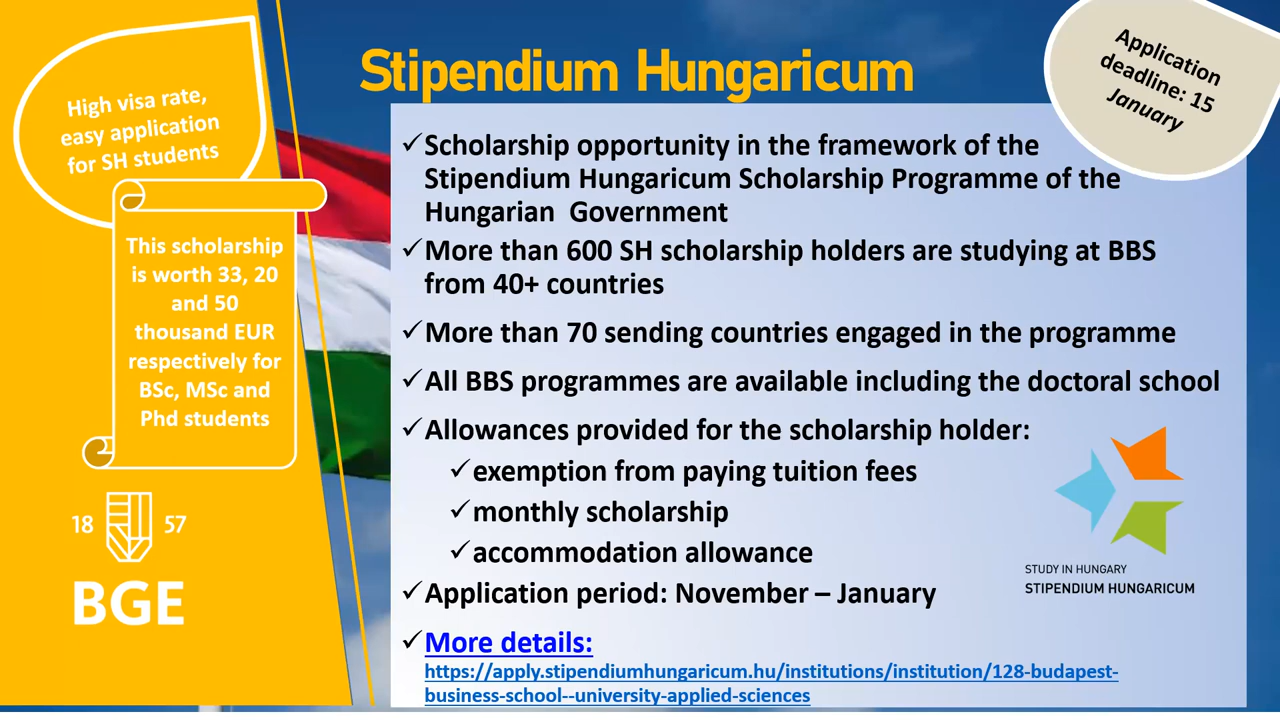 Stipendium Hungaricum
Application
deadline: 15
January
High visa rate,
easy application
for SH students
This scholarship
is worth 33, 20
and 50
thousand EUR
respectively for
BSc, MSc and
Phd students
18 57
BGE
✓Scholarship opportunity in the framework of the
Stipendium Hungaricum Scholarship Programme of the
Hungarian Government
✓More than 600 SH scholarship holders are studying at BBS
from 40+ countries
✓More than 70 sending countries engaged in the programme
✓All BBS programmes are available including the doctoral school
✓Allowances provided for the scholarship holder:
✓exemption from paying tuition fees
✓monthly scholarship
✓accommodation allowance
✓Application period: November – January
✓More details:
https://apply.stipendiumhungaricum.hu/institutions/institution/128-budapest-
business-school--university-applied-sciences
STUDY IN HUNGARY
STIPENDIUM HUNGARICUM